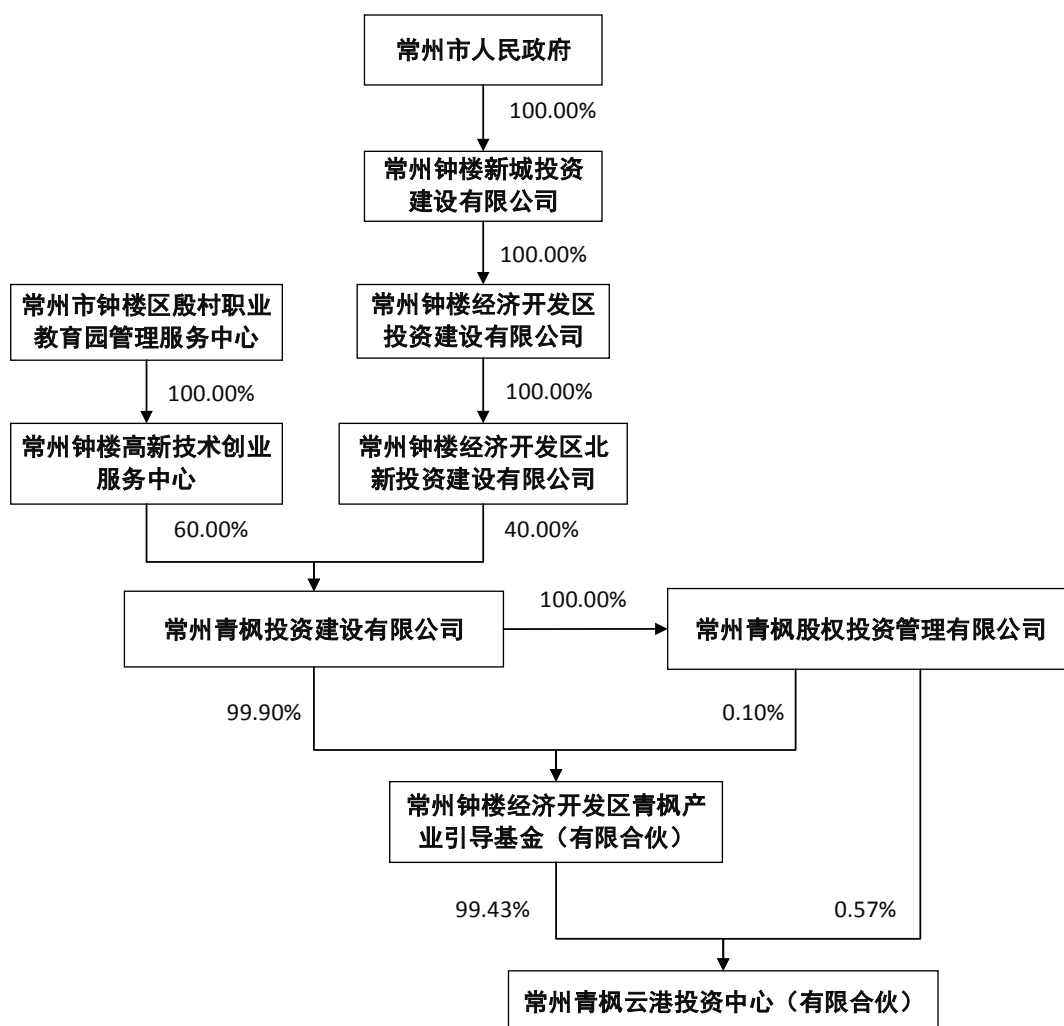 常州市人民政府
100.00%
常州钟楼新城投资
建设有限公司
100.00%
常州市钟楼区殷村职业
教育园管理服务中心
常州钟楼经济开发区
投资建设有限公司
100.00%
100.00%
常州钟楼高新技术创业
服务中心
常州钟楼经济开发区北
新投资建设有限公司
60.00%
40.00%
常州青枫投资建设有限公司
100.00%
常州青枫股权投资管理有限公司
99.90%
0.10%
常州钟楼经济开发区青枫产
业引导基金（有限合伙）
99.43%
0.57%
常州青枫云港投资中心（有限合伙）